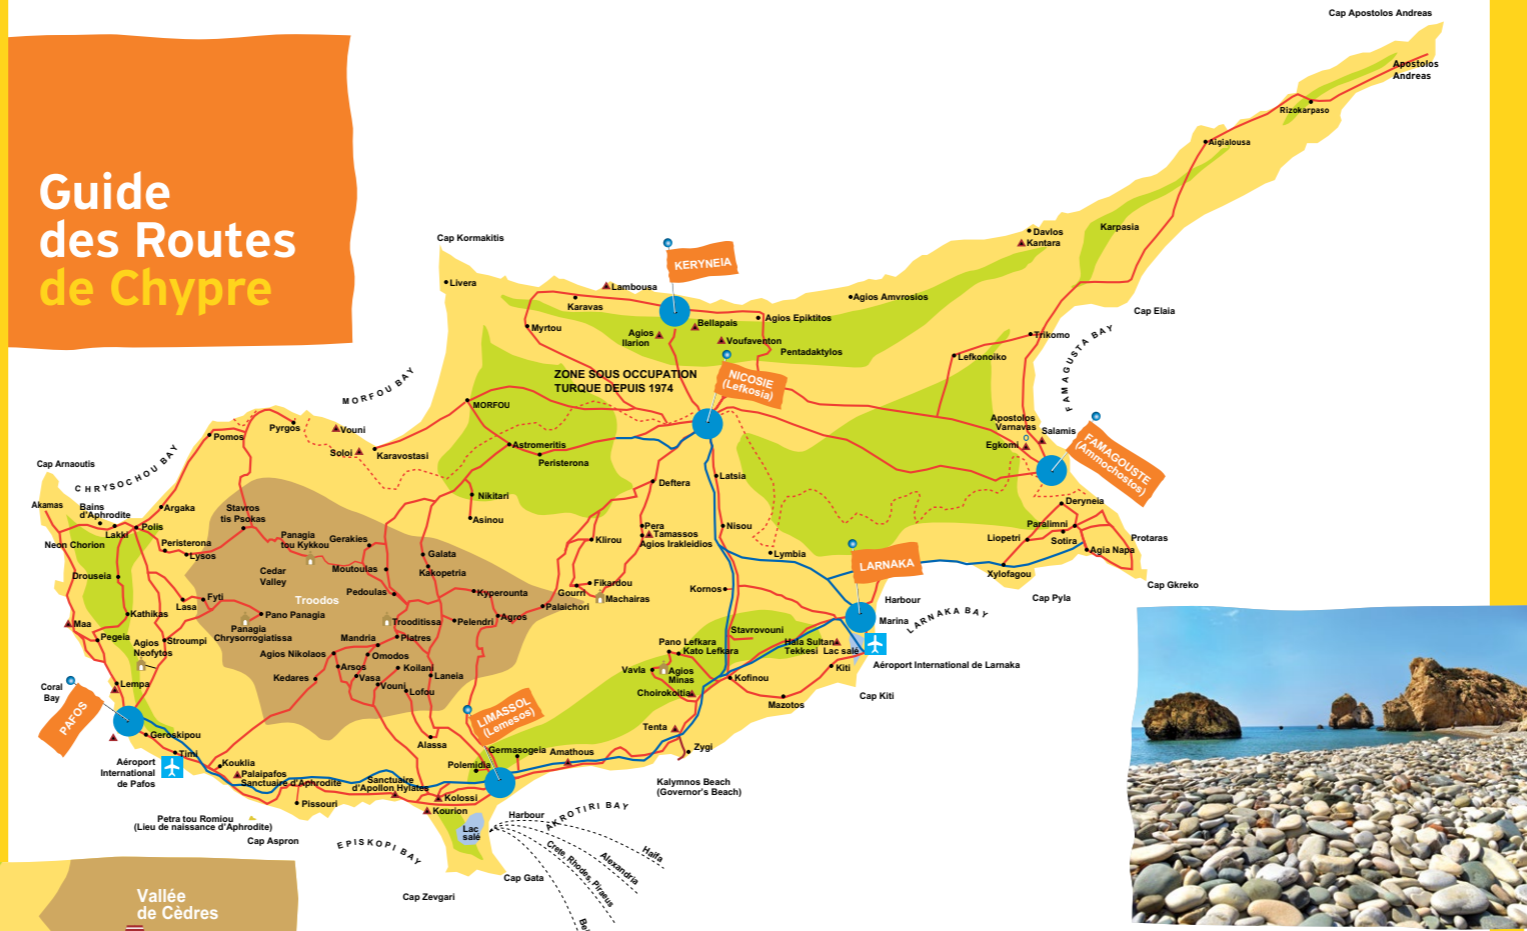 Guide
des Routes
de Chypre
Cap Apostolos Andreas
Apostolos
Andreas
Rizokarpaso
Aigialousa
Karpasia
Davlos
Kantara
Cap Kormakitis
KERYNEIA
Livera
Lambousa
Karavas
Agios Amvrosios
Cap Elaia
Myrtou
Agios
Ilarion
Bellapais
Agios Epiktitos
Voufaventon
Pentadaktylos
Trikomo
Lefkonoiko
FAMAGUSTA BAY
ZONE SOUS OCCUPATION
TURQUE DEPUIS 1974
NICOSIE
(Lefkosia)
MORFOU BAY
MORFOU
Pyrgos
Vouni
Pomos
Soloi
Karavostasi
Astromeritis
Peristerona
Apostolos
Varnavas
Salamis
Egkomi
FAMAGOUSTE
(Ammochostos)
CHRYSOCHOU BAY
Cap Arnaoutis
Akamas
Bains
d'Aphrodite
Lakki
Polis
Argaka
Neon Chorion
Peristerona
Lysos
Stavros
tis Psokas
Panagia
tou Kykkou
Gerakies
Nikitari
Asinou
Deftera
Latsia
Nisou
Pera
Tamassos
Agios Irakleidios
Klirou
Lymbia
Deryneia
Paralimni
Liopetri
Sotira
Protaras
Agia Napa
Xylofagou
Cap Gkreko
Cap Pyla
LARNAKA
Harbour
Marina
LARNAKA BAY
Galata
Kakopetria
Moutoulas
Cedar
Valley
Troodos
Pedoulas
Kyperounta
Fikardou
Gourri
Machairas
Kornos
Drouseia
Kathikas
Lasa
Fyti
Pano Panagia
Panagia
Chrysorrogiatissa
Trooditissa
Pelendri
Agros
Palaichori
Maa
Pegeia
Agios
Neofytos
Stroumpi
Mandria
Platres
Agios Nikolaos
Omodos
Arsos
Koilani
Kedares
Vasa
Vouni
Laneia
Lofou
Stavrovouni
Pano Lefkara
Kato Lefkara
Hala Sultan
Tekkesi
Lac salé
Aéroport International de Larnaka
Kiti
Vavla
Agios
Minas
Kofinou
Choirokoitia
Mazotos
Cap Kiti
Coral
Bay
Lempa
PAFOS
Geroskipou
Timi
Aéroport
International
de Pafos
Kouklia
Palaipafos
Sanctuaire d'Aphrodite
Alassa
LIMASSOL
(Lemesos)
Germasogeia
Amathous
Polemidia
Tenta
Zygi
Kalymnos Beach
(Governor's Beach)
Sanctuaire
d'Apollon Hylates
Kolossi
Kourion
Pissouri
Petra tou Romiou
(Lieu de naissance d'Aphrodite)
Cap Aspron
EPISKOPI BAY
Lac
salé
Harbour
AKROTIRI BAY
Haifa
Alexandria
Crete, Rhodes, Piraeus
Cap Gata
Cap Zevgari
Vallée
de Cèdres